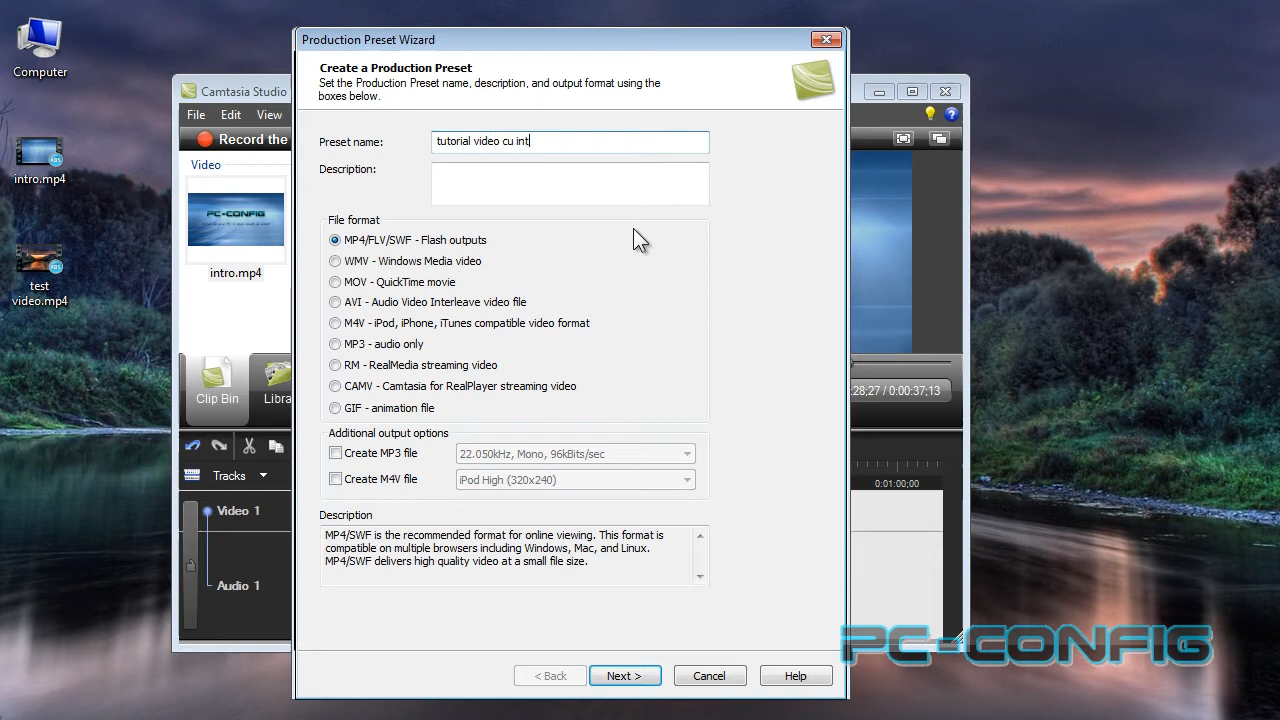 Computer
intro.mp4
test
video.mp4
Camtasia Studio
File Edit View
Record the
Video
PC-CONFIG
intro.mp4
Clip Bin
Libra
Tracks
Video 1
Audio 1
Production Preset Wizard
Create a Production Preset
Set the Production Preset name, description, and output format using the
boxes below.
Preset name: tutorial video cu int
Description:
File format
MP4/FLV/SWF - Flash outputs
WMV - Windows Media video
MOV - QuickTime movie
AVI - Audio Video Interleave video file
M4V - iPod, iPhone, iTunes compatible video format
MP3 - audio only
RM - RealMedia streaming video
CAMV - Camtasia for RealPlayer streaming video
GIF - animation file
Additional output options
Create MP3 file 22.050kHz, Mono, 96kBits/sec
Create M4V file iPod High (320x240)
Description
MP4/SWF is the recommended format for online viewing. This format is
compatible on multiple browsers including Windows, Mac, and Linux.
MP4/SWF delivers high quality video at a small file size.
< Back Next > Cancel Help
:28;27 / 0:00:37;13
0:01:00;00
PC-CONFIG